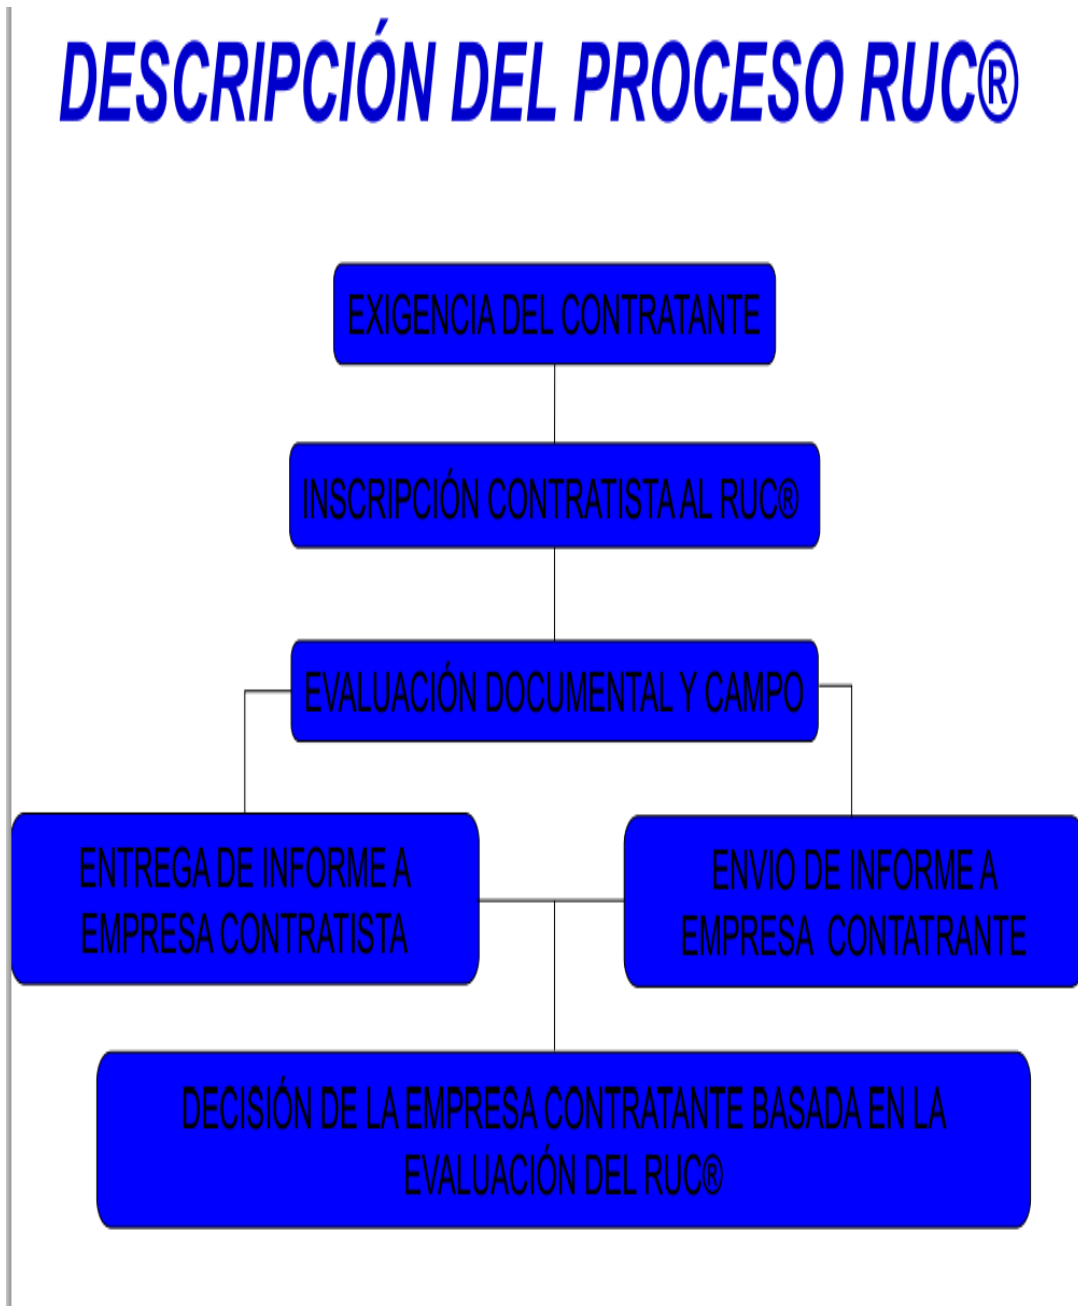 DESCRIPCIÓN DEL PROCESO RUC®
EXIGENCIA DEL CONTRATANTE
INSCRIPCIÓN CONTRATISTA AL RUC®
EVALUACIÓN DOCUMENTAL Y CAMPO
ENTREGA DE INFORME A
EMPRESA CONTRATISTA
ENVIO DE INFORME A
EMPRESA CONTATRANTE
DECISIÓN DE LA EMPRESA CONTRATANTE BASADA EN LA
EVALUACIÓN DEL RUC®